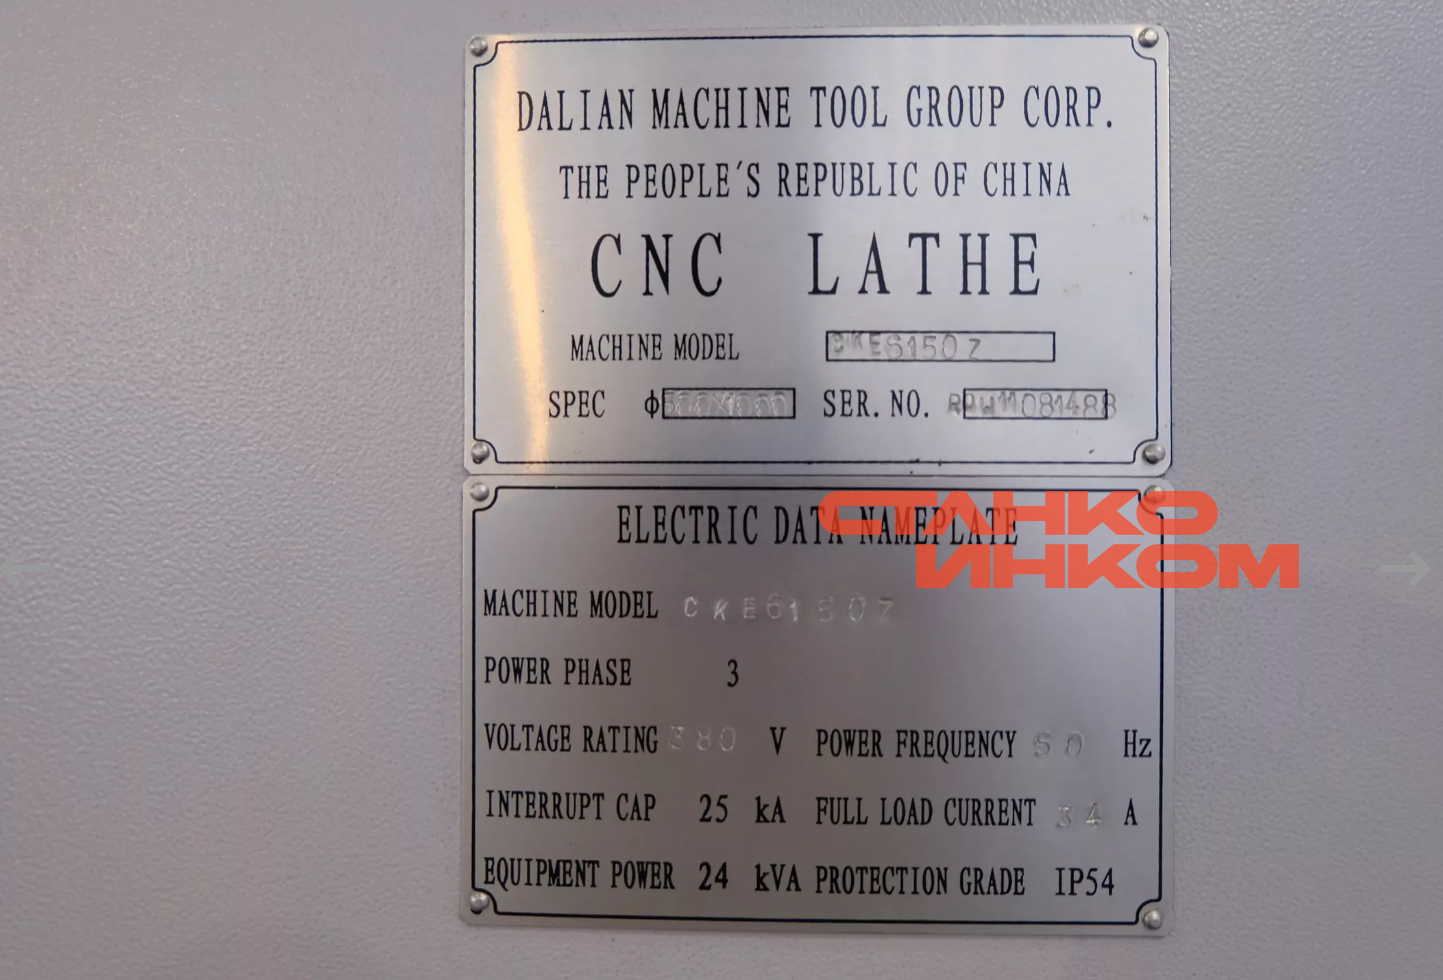 DALIAN MACHINE TOOL GROUP CORP.
THE PEOPLE'S REPUBLIC OF CHINA
CNC LATHE
MACHINE MODEL CKE6150Z
SPEC ф500X1000 SER. NO.
ELECTRIC DATA NAMEPLATE
СТАНКО
ИНКОМ
MACHINE MODEL CKE6150Z
POWER PHASE 3
VOLTAGE RATING 380 V POWER FREQUENCY 50 Hz
INTERRUPT CAP 25 kA FULL LOAD CURRENT 34 A
EQUIPMENT POWER 24 kVA PROTECTION GRADE IP54